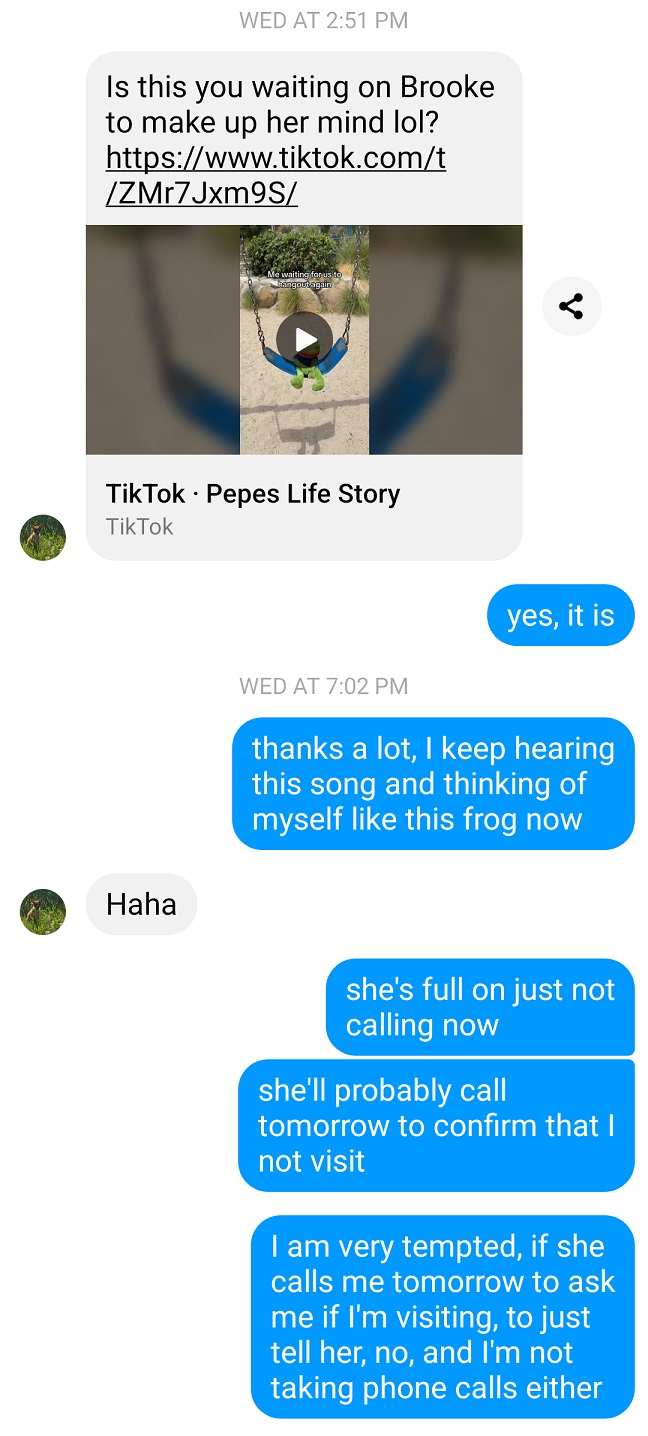 WED AT 2:51 PM
Is this you waiting on Brooke
to make up her mind lol?
https://www.tiktok.com/t
/ZMr7Jxm9S/
Me waiting for us to
hangout again
TikTok · Pepes Life Story
TikTok
yes, it is
WED AT 7:02 PM
thanks a lot, I keep hearing
this song and thinking of
myself like this frog now
Haha
she's full on just not
calling now
she'll probably call
tomorrow to confirm that I
not visit
I am very tempted, if she
calls me tomorrow to ask
me if I'm visiting, to just
tell her, no, and I'm not
taking phone calls either